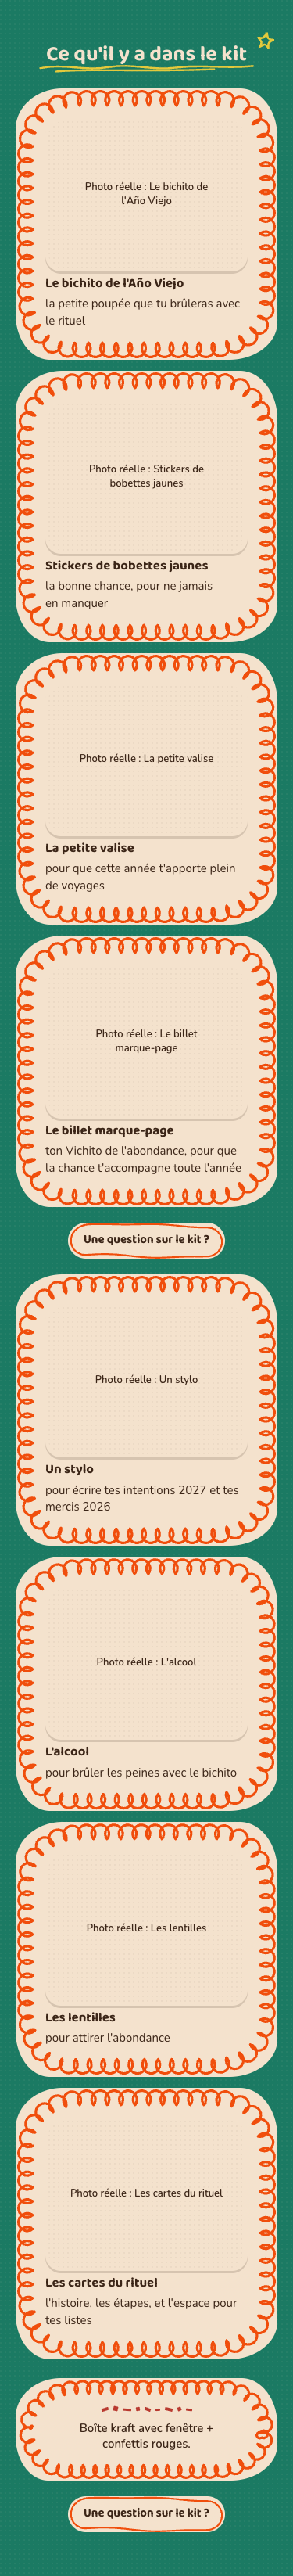 Ce qu'il y a dans le kit
Photo réelle : Le bichito de
l'Año Viejo
Le bichito de l'Año Viejo
la petite poupée que tu brûleras avec
le rituel
Photo réelle : Stickers de
bobettes jaunes
Stickers de bobettes jaunes
la bonne chance, pour ne jamais
en manquer
Photo réelle : La petite valise
La petite valise
pour que cette année t'apporte plein
de voyages
Photo réelle : Le billet
marque-page
Le billet marque-page
ton Vichito de l'abondance, pour que
la chance t'accompagne toute l'année
Une question sur le kit ?
Photo réelle : Un stylo
Un stylo
pour écrire tes intentions 2027 et tes
mercis 2026
Photo réelle : L'alcool
L'alcool
pour brûler les peines avec le bichito
Photo réelle : Les lentilles
Les lentilles
pour attirer l'abondance
Photo réelle : Les cartes du rituel
Les cartes du rituel
l'histoire, les étapes, et l'espace pour
tes listes
Boîte kraft avec fenêtre +
confettis rouges.
Une question sur le kit ?